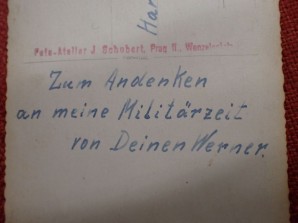 Har
Foto-Atelier J. Schubert, Prag II.,
Zum Andenken
an meine Militärzeit
von Deinen Werner.